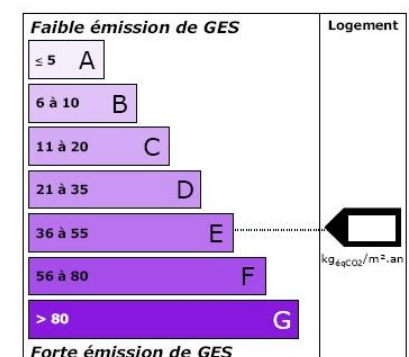 Faible émission de GES
Logement
≤ 5 A
6 à 10 B
11 à 20 C
21 à 35 D
36 à 55 E
kgéqCO2/m².an
56 à 80 F
> 80 G
Forte émission de GES